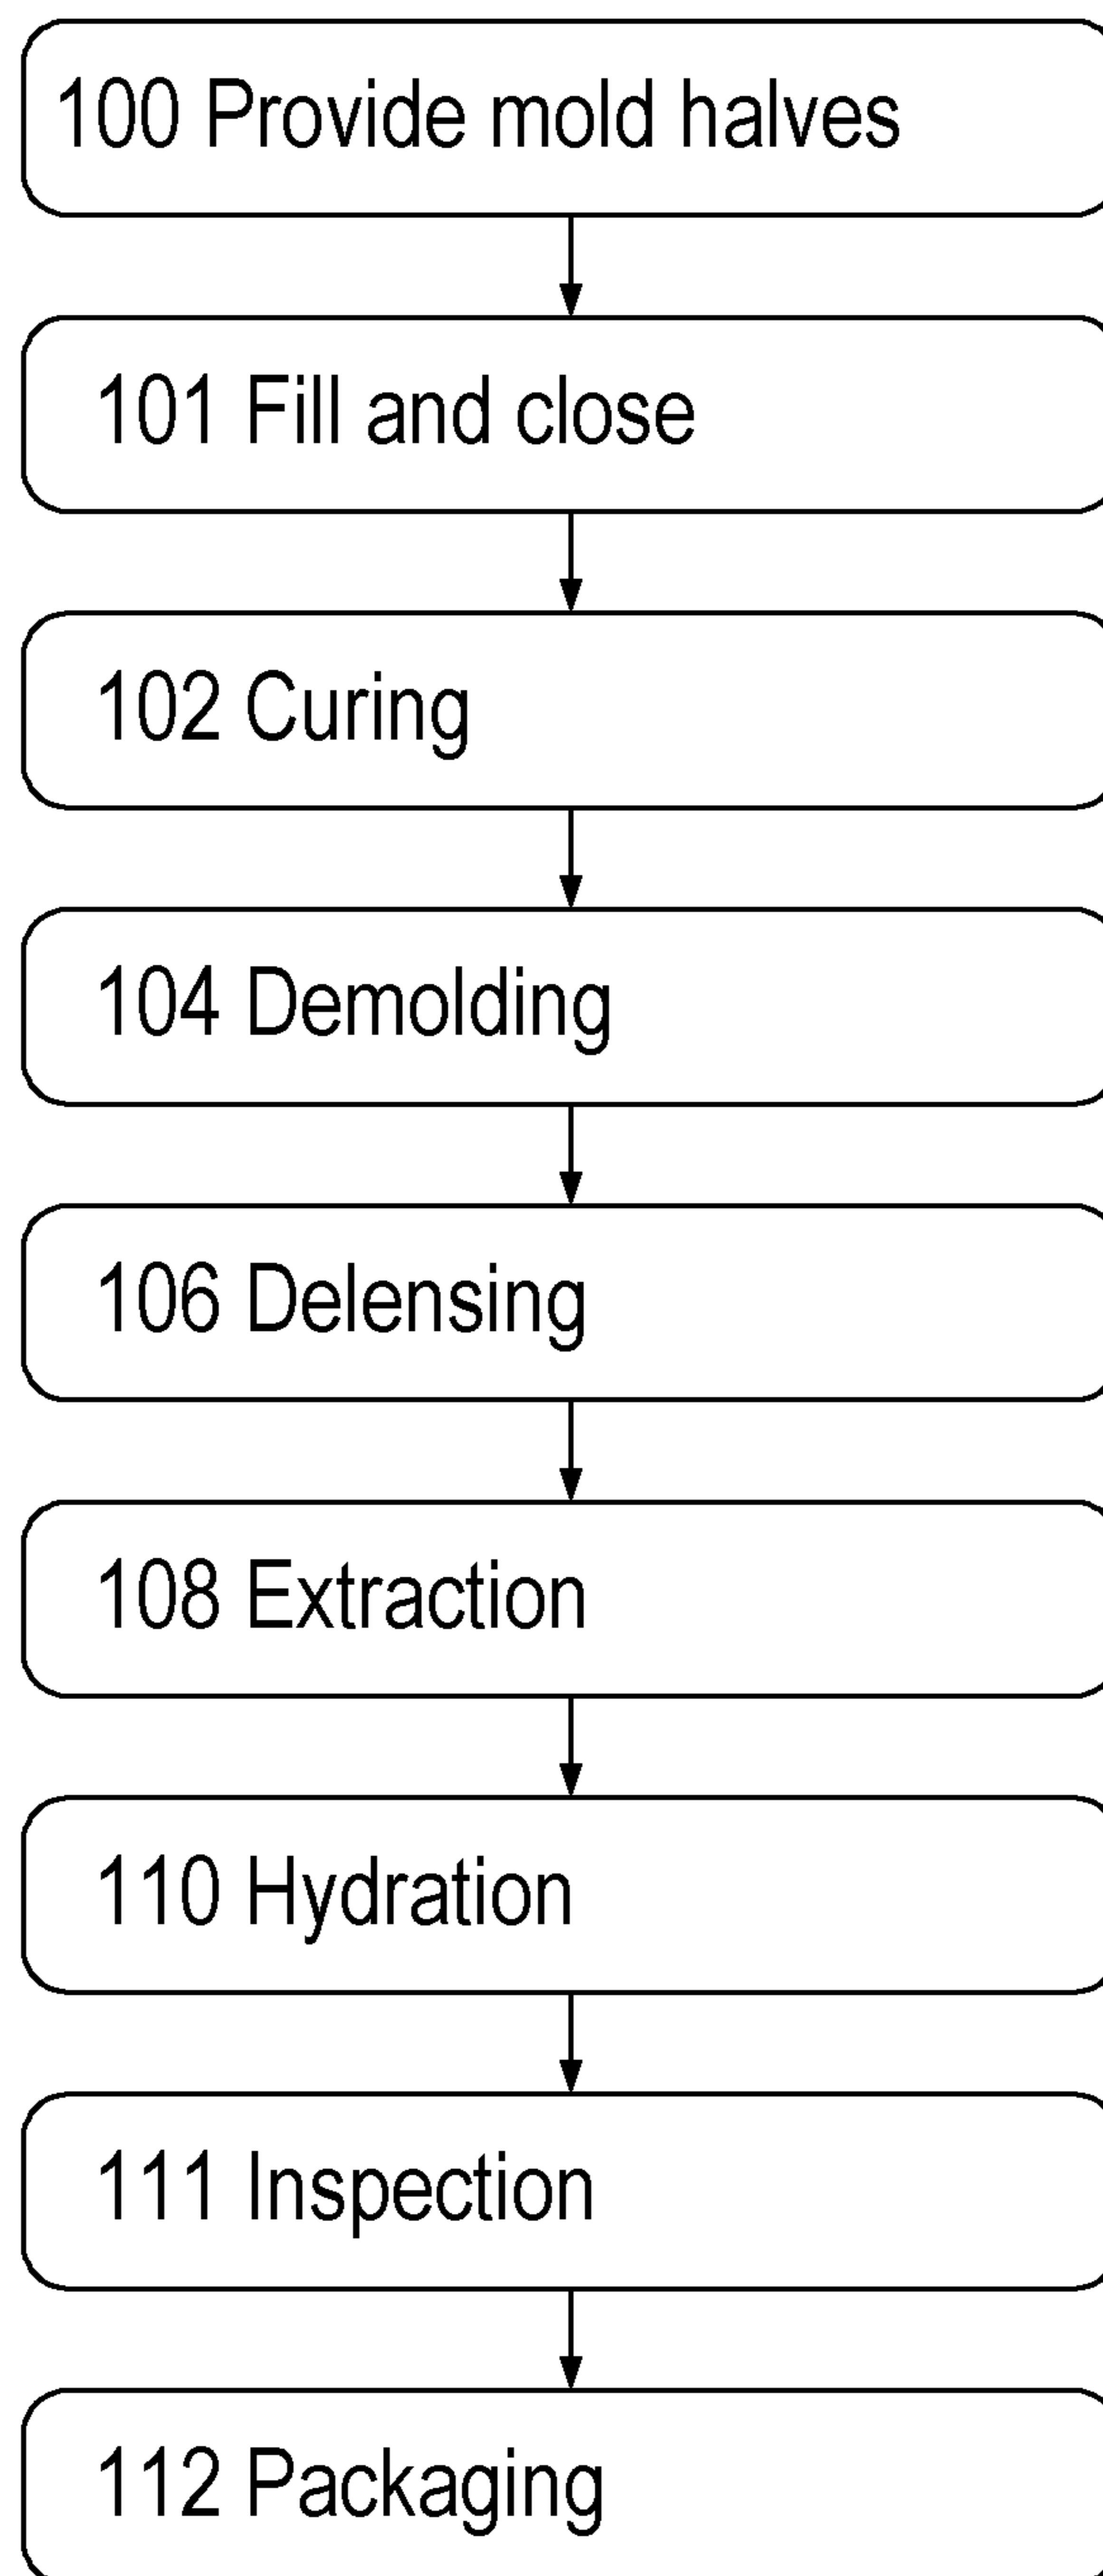 100 Provide mold halves
101 Fill and close
102 Curing
104 Demolding
106 Delensing
108 Extraction
110 Hydration
111 Inspection
112 Packaging